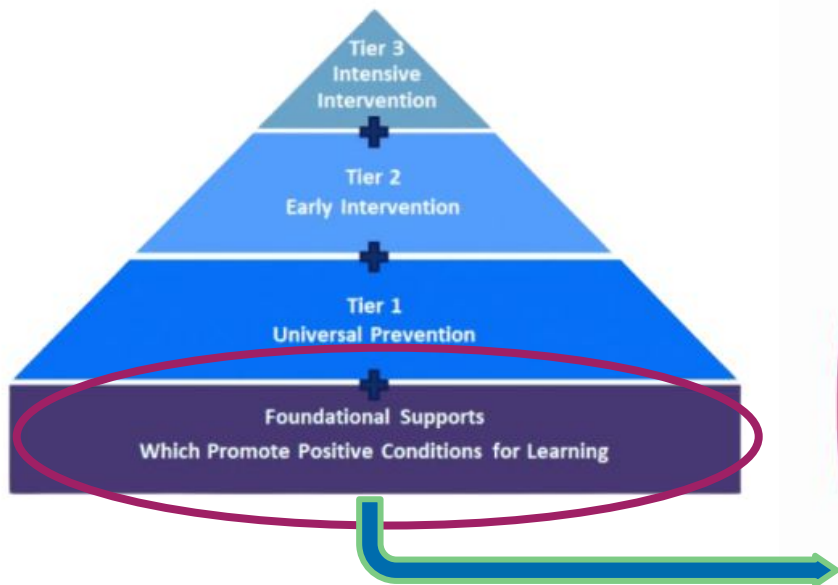 Tier 3
Intensive
Intervention
Tier 2
Early Intervention
Tier 1
Universal Prevention
Foundational Supports
Which Promote Positive Conditions for Learning